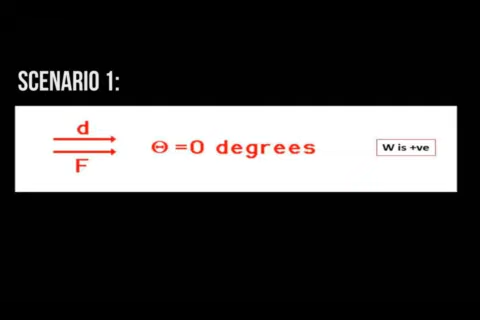 SCENARIO 1:
d
F
Θ =0 degrees
W is +ve